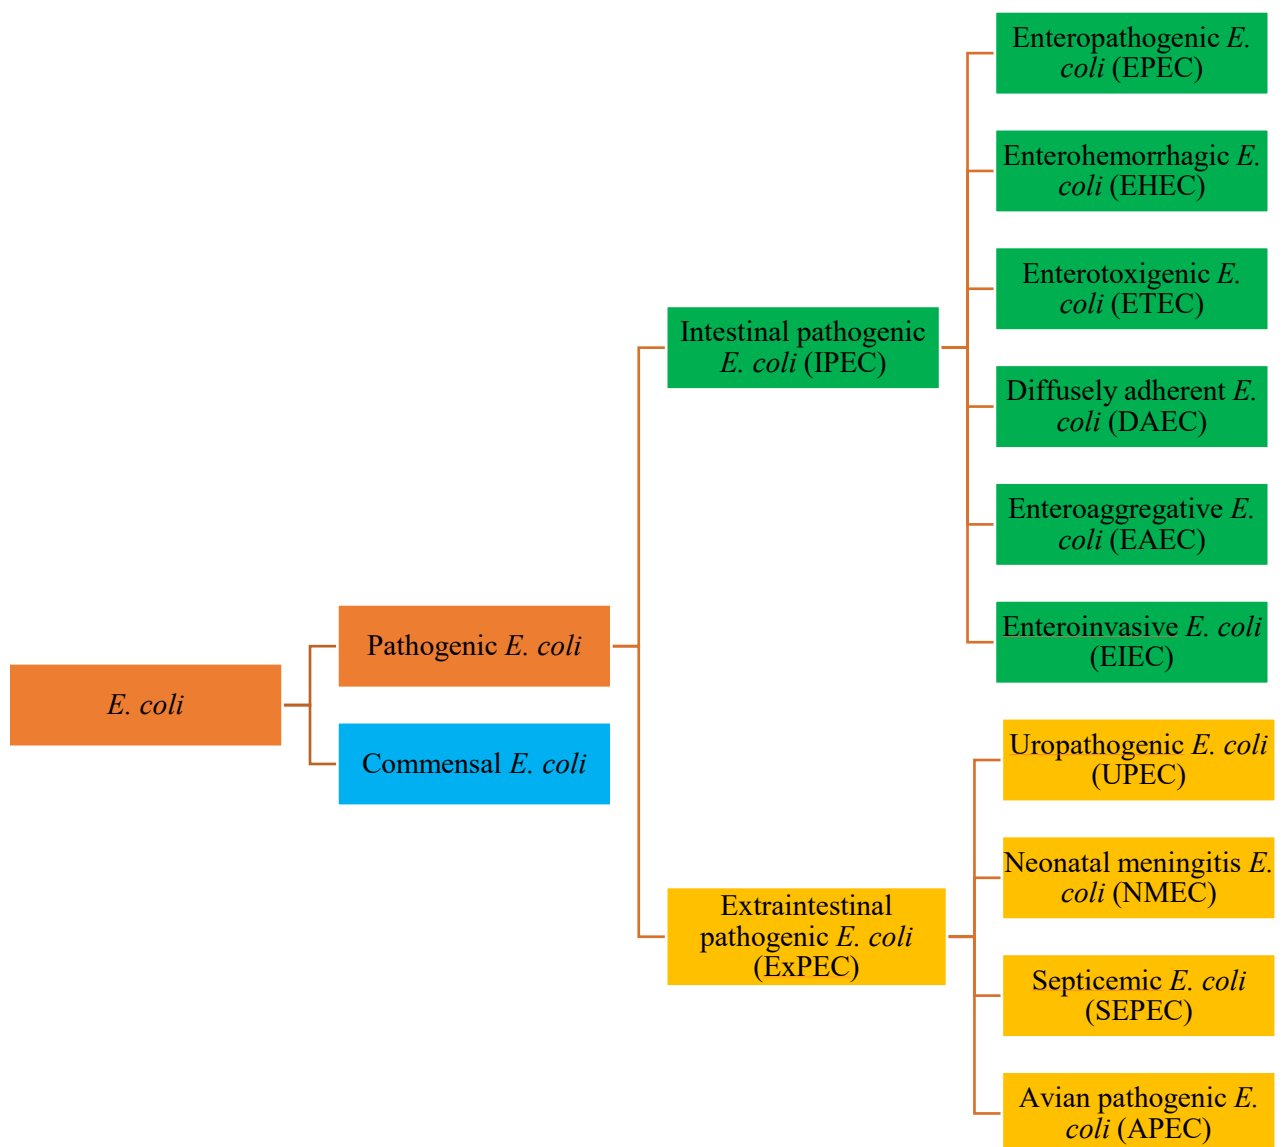 E. coli
Pathogenic E. coli
Commensal E. coli
Intestinal pathogenic
E. coli (IPEC)
Extraintestinal
pathogenic E. coli
(ExPEC)
Enteropathogenic E.
coli (EPEC)
Enterohemorrhagic E.
coli (EHEC)
Enterotoxigenic E.
coli (ETEC)
Diffusely adherent E.
coli (DAEC)
Enteroaggregative E.
coli (EAEC)
Enteroinvasive E. coli
(EIEC)
Uropathogenic E. coli
(UPEC)
Neonatal meningitis E.
coli (NMEC)
Septicemic E. coli
(SEPEC)
Avian pathogenic E.
coli (APEC)